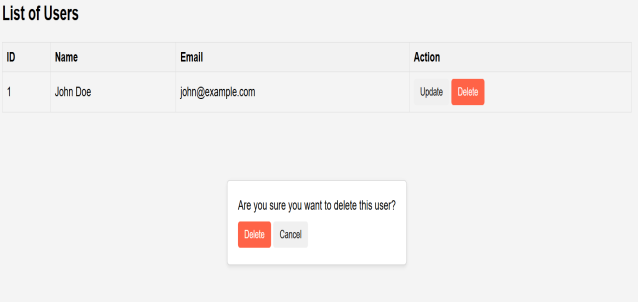 List of Users
ID Name Email Action
1 John Doe john@example.com Update Delete
Are you sure you want to delete this user?
Delete Cancel